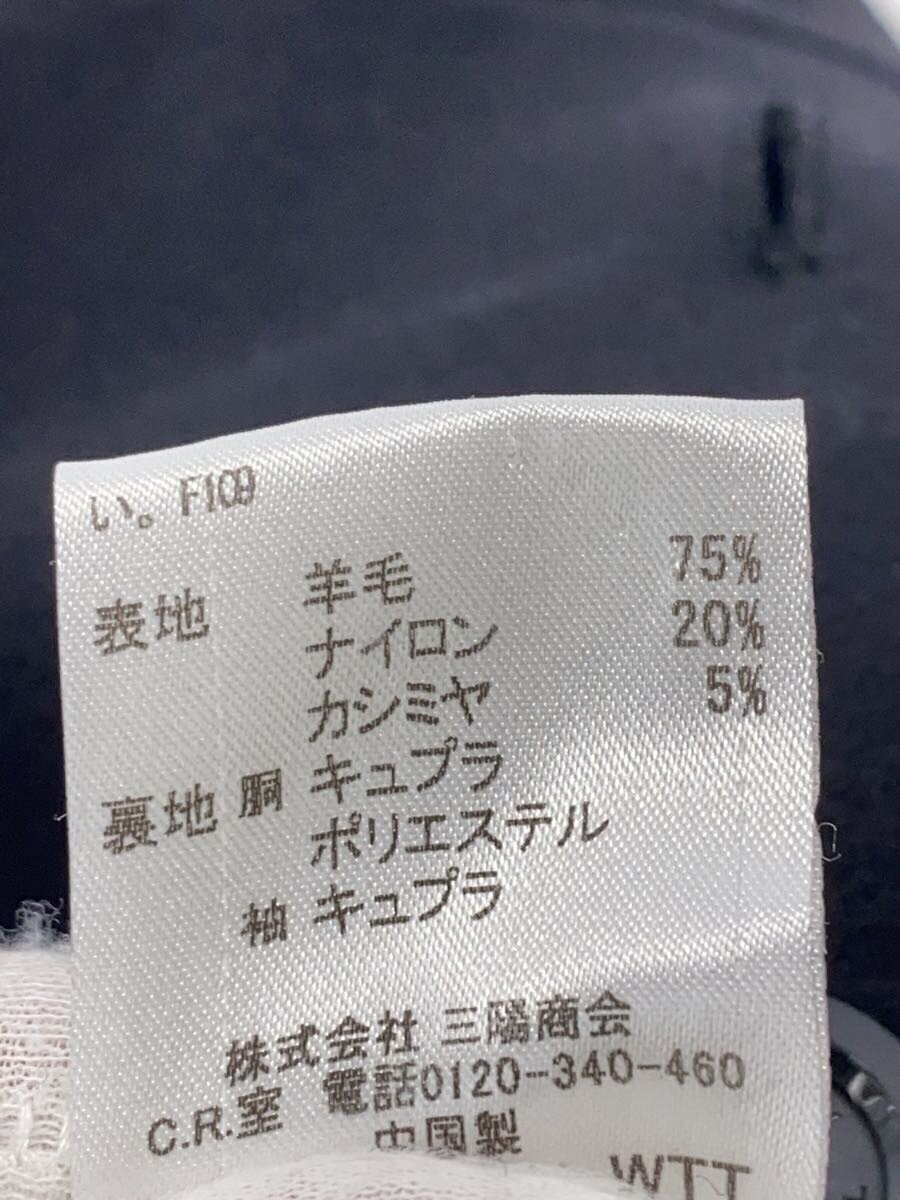 い。F109
表地 羊毛 75%
ナイロン 20%
カシミヤ 5%
裏地 胴 キュプラ
ポリエステル
袖 キュプラ
株式会社 三陽商会
C.R.室 電話0120-340-460
中国製
WTT